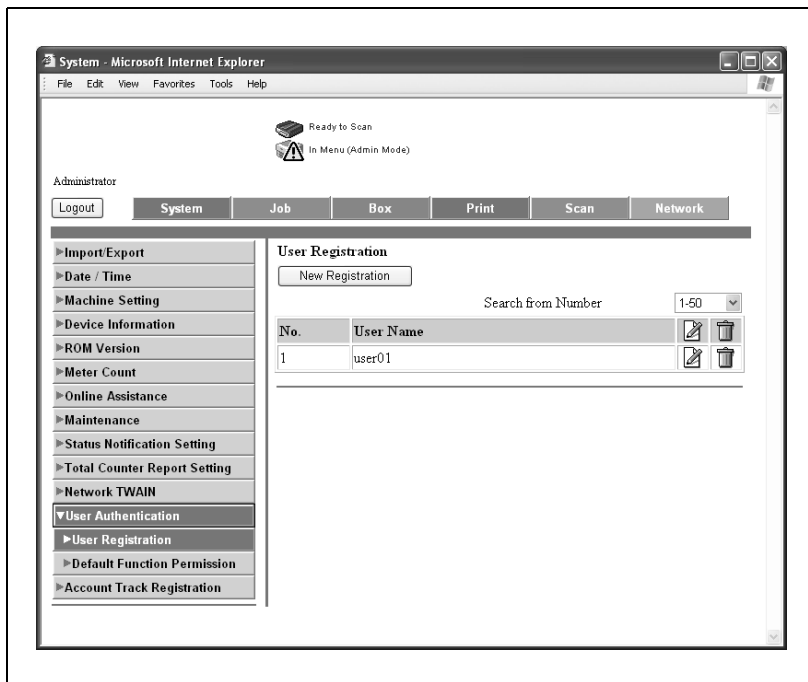 System - Microsoft Internet Explorer
File Edit View Favorites Tools Help
Ready to Scan
In Menu (Admin Mode)
Administrator
Logout System Job Box Print Scan Network
Import/Export
Date / Time
Machine Setting
Device Information
ROM Version
Meter Count
Online Assistance
Maintenance
Status Notification Setting
Total Counter Report Setting
Network TWAIN
User Authentication
User Registration
Default Function Permission
Account Track Registration
User Registration
New Registration
Search from Number 1-50
No. User Name
1 user01